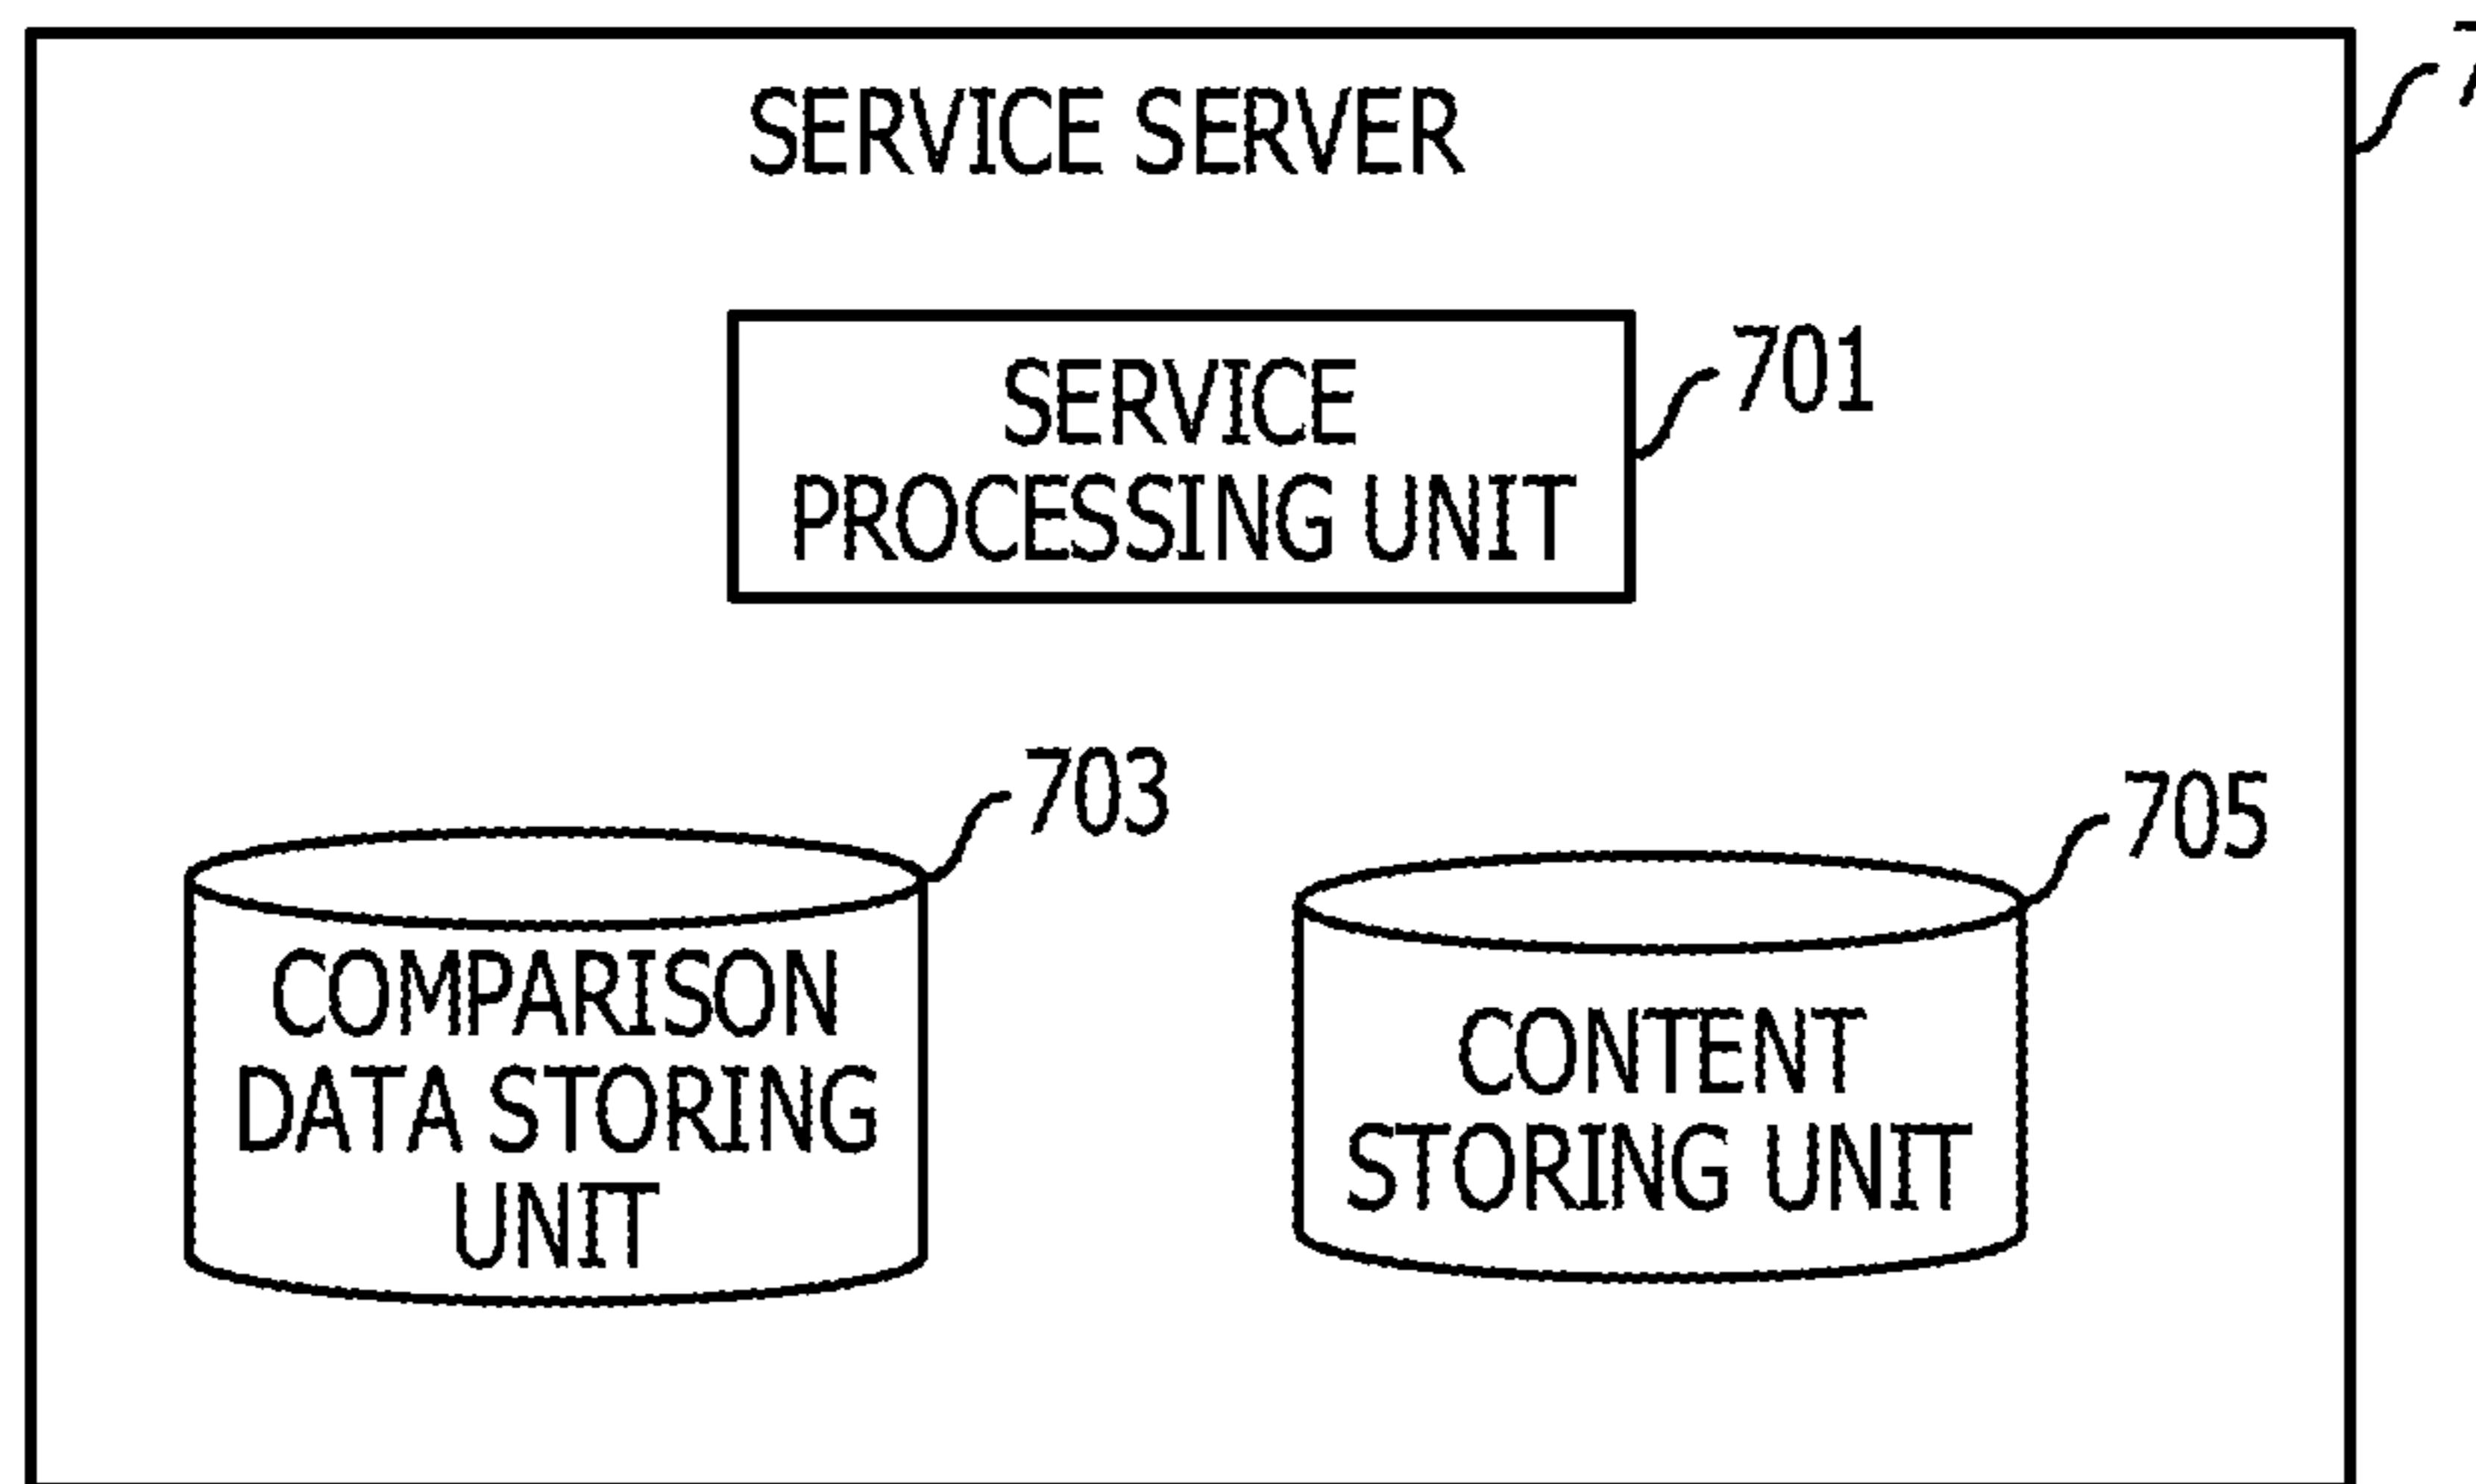 SERVICE SERVER
SERVICE
PROCESSING UNIT
701
703
705
COMPARISON
DATA STORING
UNIT
CONTENT
STORING UNIT